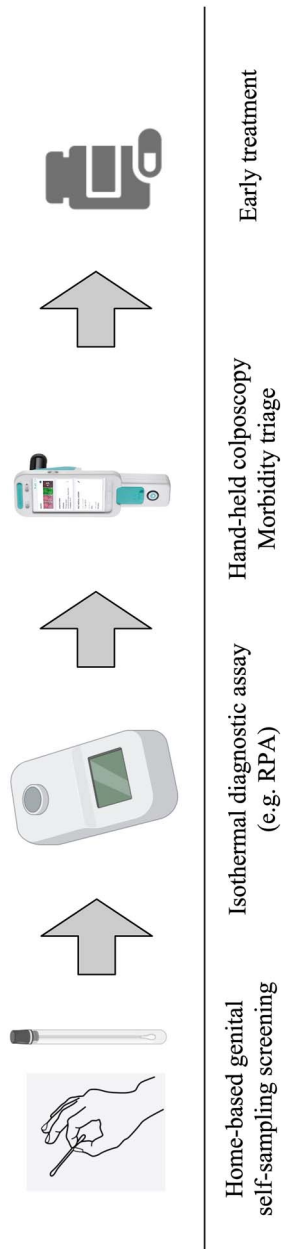 Home-based genital
self-sampling screening
Isothermal diagnostic assay
(e.g. RPA)
Hand-held colposcopy
Morbidity triage
Early treatment